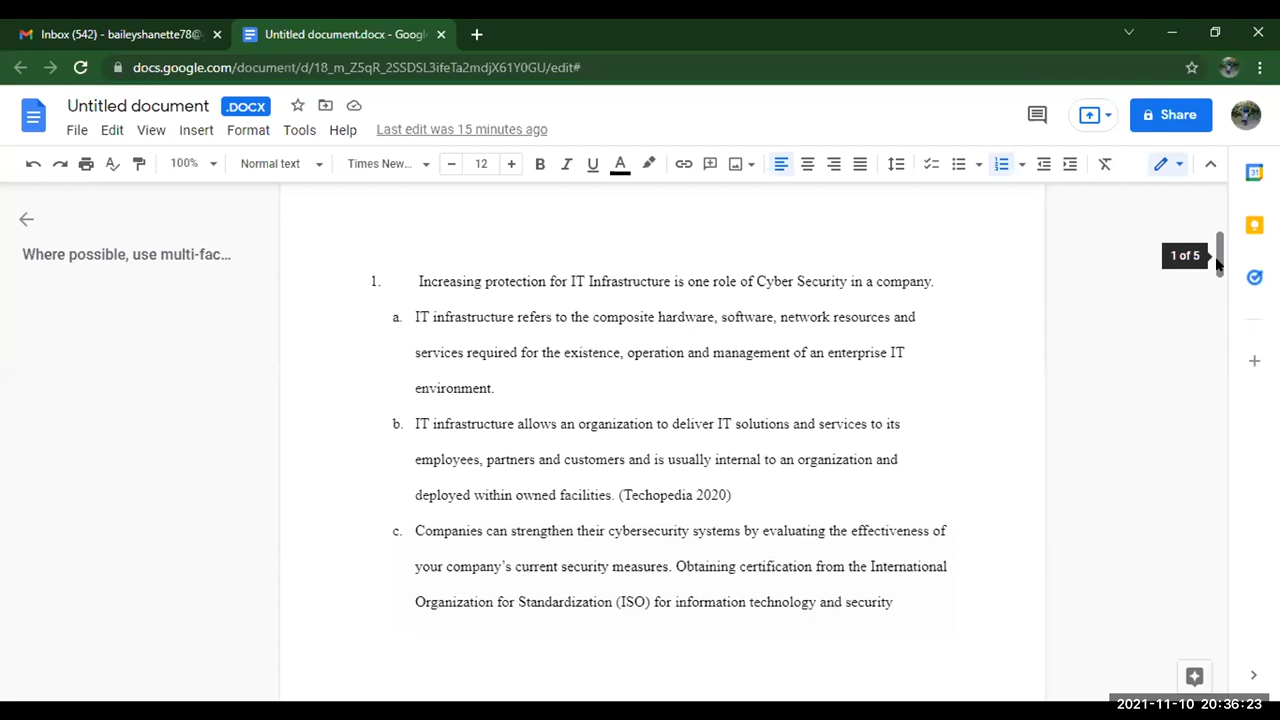 Inbox (542) - baileyshanette78@
Untitled document.docx - Google
docs.google.com/document/d/18_m_Z5qR_2SSDSL3ifeTa2mdjX61Y0GU/edit#
Untitled document .DOCX
Share
File Edit View Insert Format Tools Help Last edit was 15 minutes ago
100% Normal text Times New... 12 B I U A
31
Where possible, use multi-fac...
1 of 5
1. Increasing protection for IT Infrastructure is one role of Cyber Security in a company.
a. IT infrastructure refers to the composite hardware, software, network resources and
services required for the existence, operation and management of an enterprise IT
environment.
b. IT infrastructure allows an organization to deliver IT solutions and services to its
employees, partners and customers and is usually internal to an organization and
deployed within owned facilities. (Techopedia 2020)
c. Companies can strengthen their cybersecurity systems by evaluating the effectiveness of
your company’s current security measures. Obtaining certification from the International
Organization for Standardization (ISO) for information technology and security
2021-11-10 20:36:23